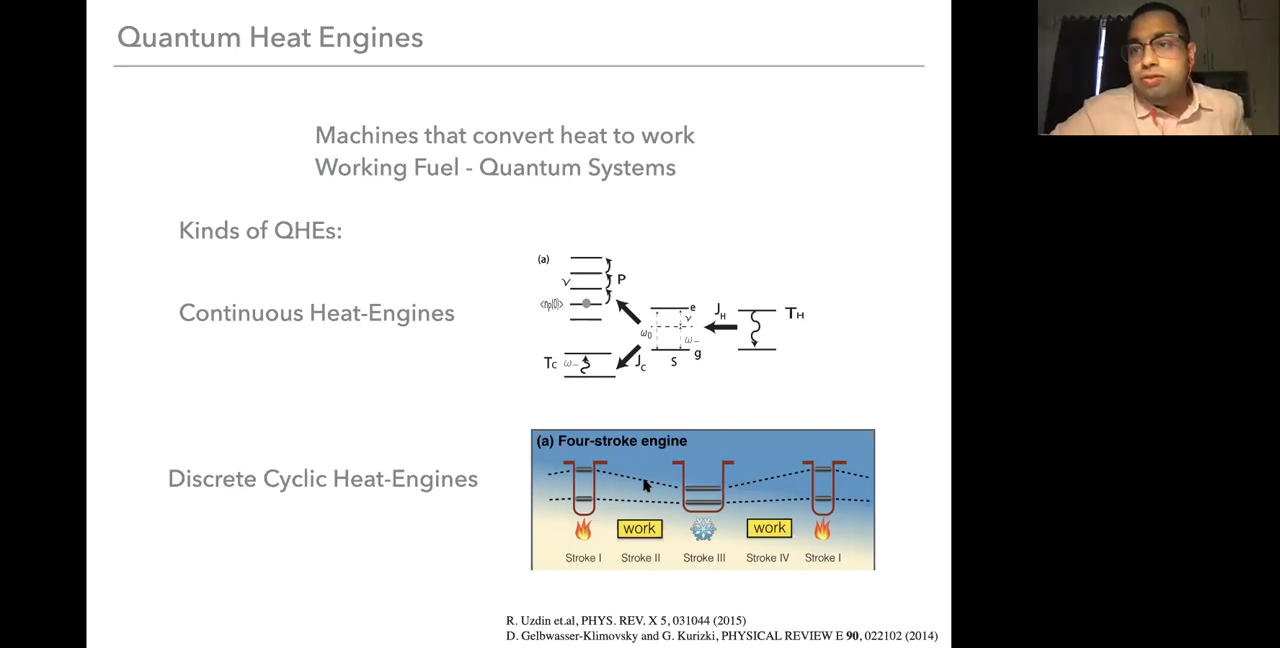 Quantum Heat Engines
Machines that convert heat to work
Working Fuel - Quantum Systems
Kinds of QHEs:
Continuous Heat-Engines
(a)
ν
P
<nₚ(0)>
ω₀
e
ν
ω₋
g
S
J_H
T_H
T_C
ω₋
J_C
Discrete Cyclic Heat-Engines
(a) Four-stroke engine
work
work
Stroke I
Stroke II
Stroke III
Stroke IV
Stroke I
R. Uzdin et.al, PHYS. REV. X 5, 031044 (2015)
D. Gelbwasser-Klimovsky and G. Kurizki, PHYSICAL REVIEW E 90, 022102 (2014)